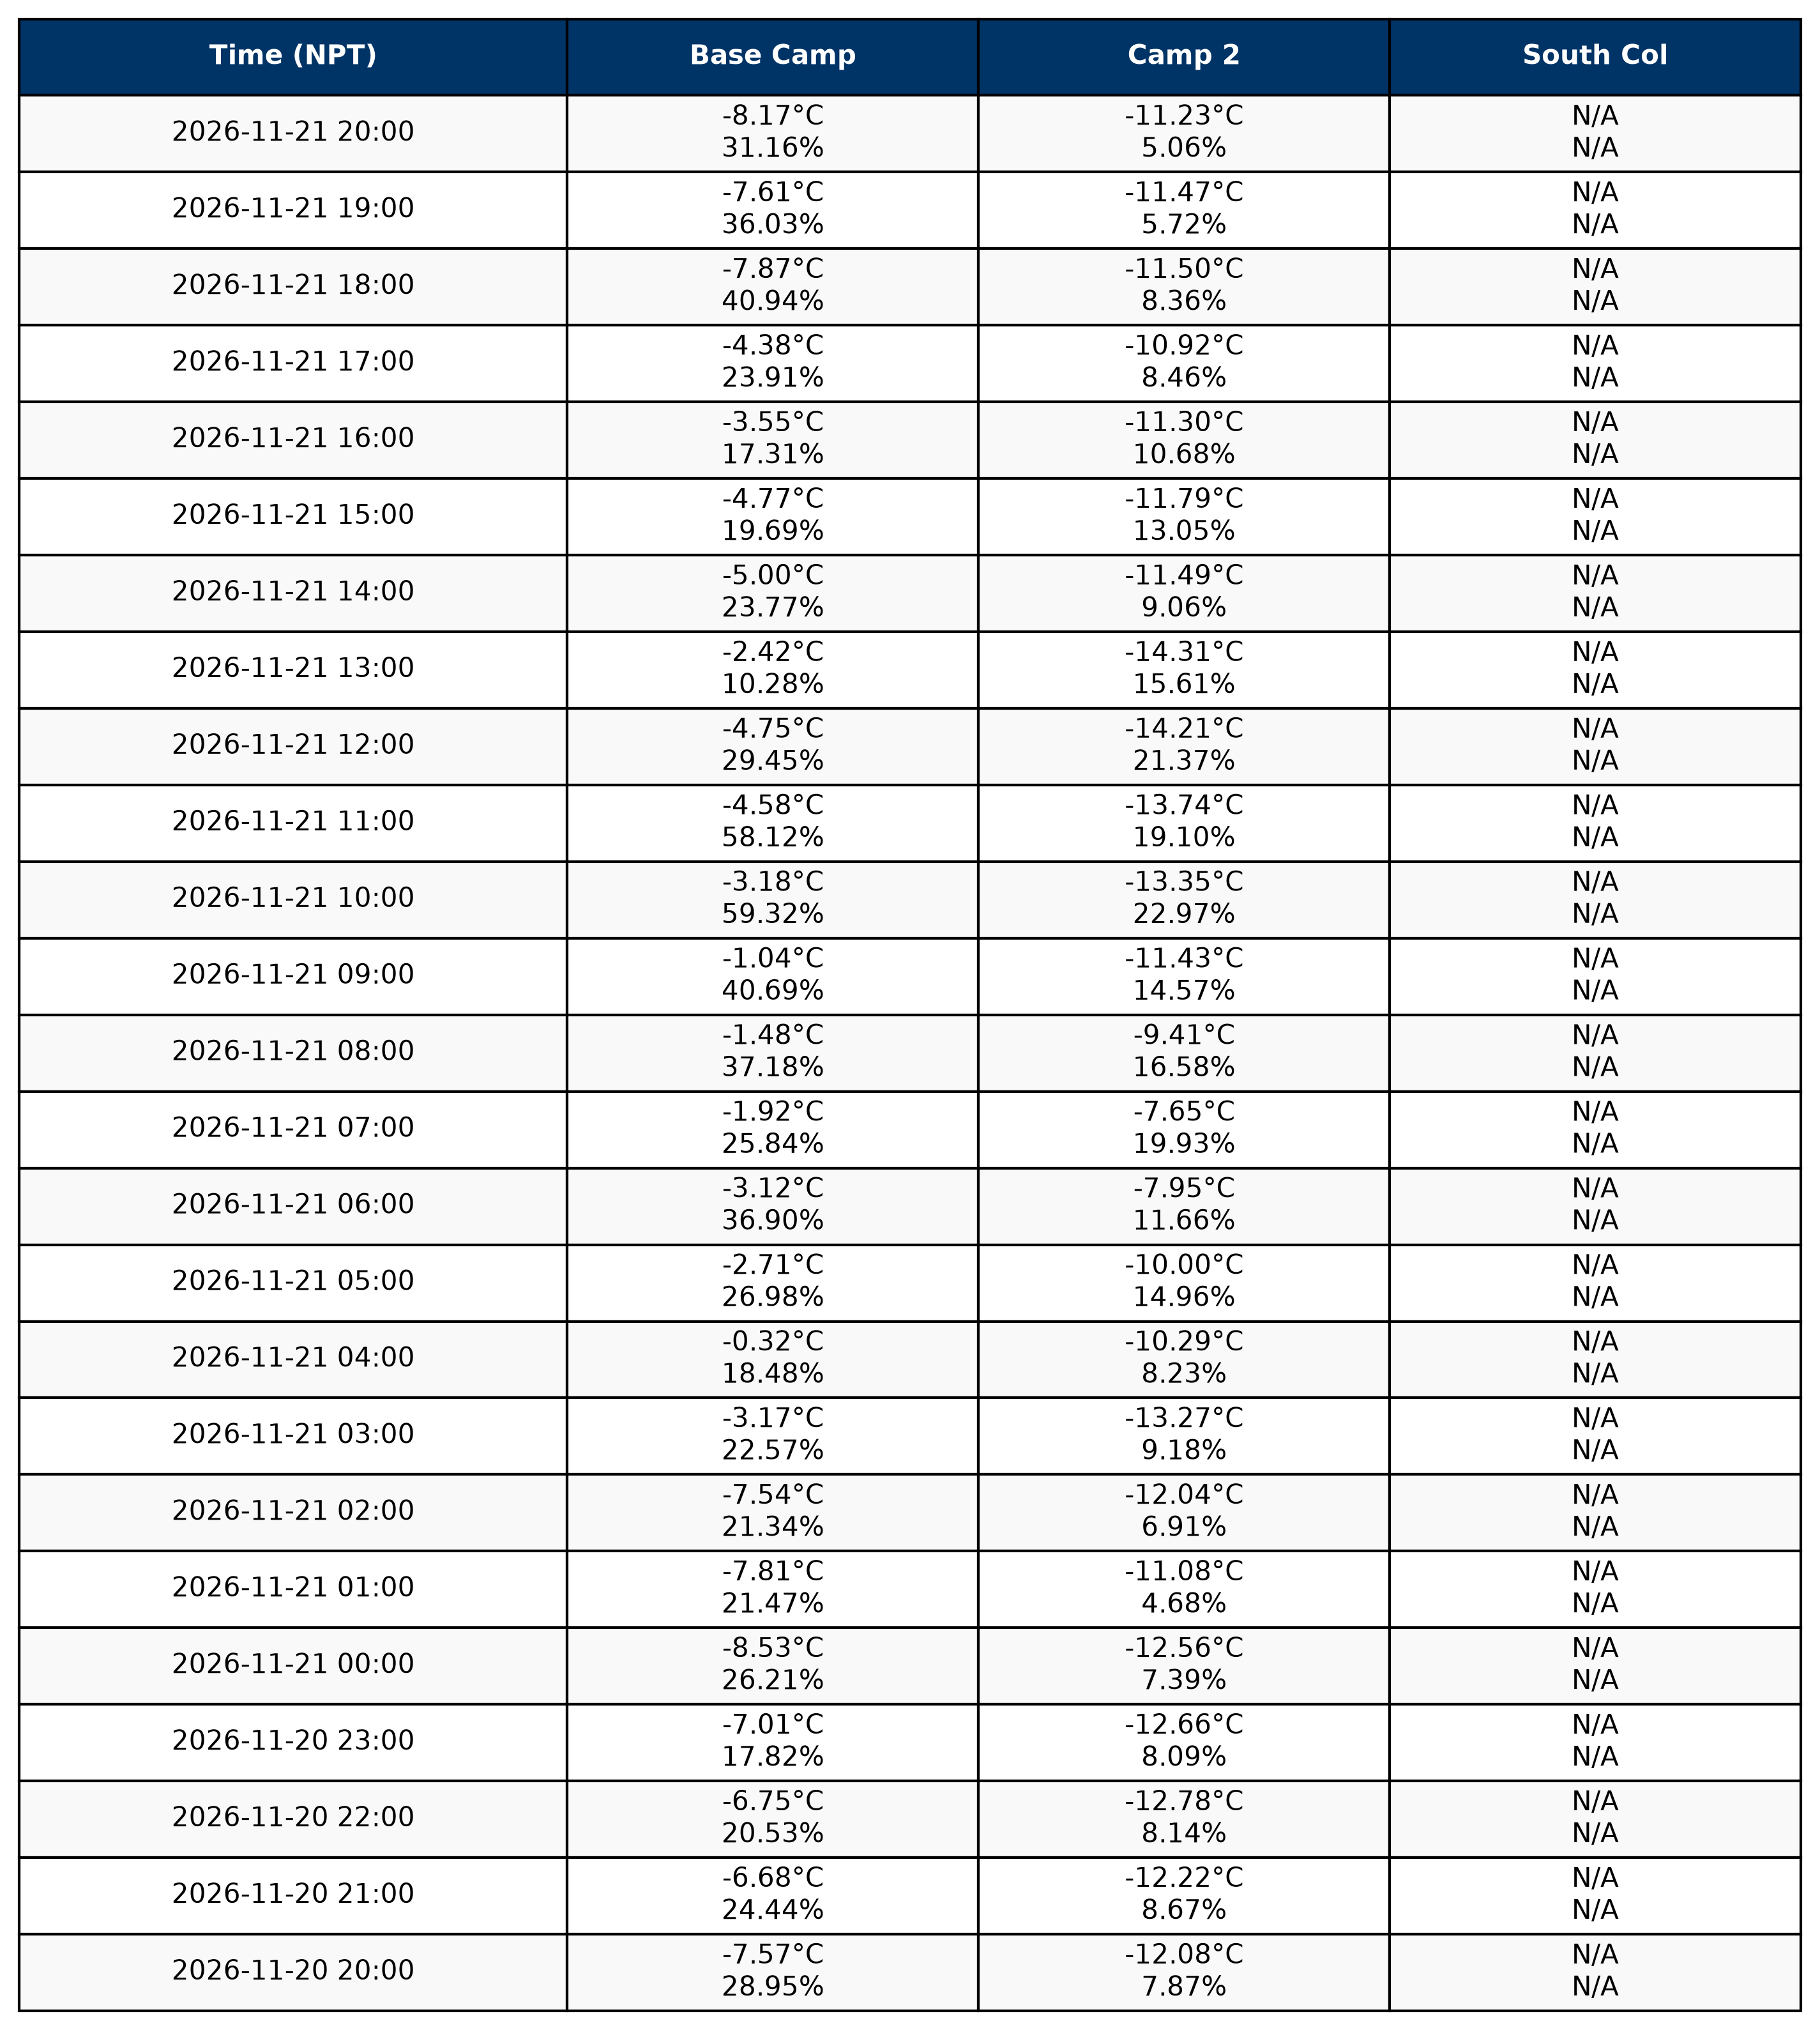 Time (NPT) Base Camp Camp 2 South Col
2026-11-21 20:00 -8.17°C -11.23°C N/A
31.16% 5.06% N/A
2026-11-21 19:00 -7.61°C -11.47°C N/A
36.03% 5.72% N/A
2026-11-21 18:00 -7.87°C -11.50°C N/A
40.94% 8.36% N/A
2026-11-21 17:00 -4.38°C -10.92°C N/A
23.91% 8.46% N/A
2026-11-21 16:00 -3.55°C -11.30°C N/A
17.31% 10.68% N/A
2026-11-21 15:00 -4.77°C -11.79°C N/A
19.69% 13.05% N/A
2026-11-21 14:00 -5.00°C -11.49°C N/A
23.77% 9.06% N/A
2026-11-21 13:00 -2.42°C -14.31°C N/A
10.28% 15.61% N/A
2026-11-21 12:00 -4.75°C -14.21°C N/A
29.45% 21.37% N/A
2026-11-21 11:00 -4.58°C -13.74°C N/A
58.12% 19.10% N/A
2026-11-21 10:00 -3.18°C -13.35°C N/A
59.32% 22.97% N/A
2026-11-21 09:00 -1.04°C -11.43°C N/A
40.69% 14.57% N/A
2026-11-21 08:00 -1.48°C -9.41°C N/A
37.18% 16.58% N/A
2026-11-21 07:00 -1.92°C -7.65°C N/A
25.84% 19.93% N/A
2026-11-21 06:00 -3.12°C -7.95°C N/A
36.90% 11.66% N/A
2026-11-21 05:00 -2.71°C -10.00°C N/A
26.98% 14.96% N/A
2026-11-21 04:00 -0.32°C -10.29°C N/A
18.48% 8.23% N/A
2026-11-21 03:00 -3.17°C -13.27°C N/A
22.57% 9.18% N/A
2026-11-21 02:00 -7.54°C -12.04°C N/A
21.34% 6.91% N/A
2026-11-21 01:00 -7.81°C -11.08°C N/A
21.47% 4.68% N/A
2026-11-21 00:00 -8.53°C -12.56°C N/A
26.21% 7.39% N/A
2026-11-20 23:00 -7.01°C -12.66°C N/A
17.82% 8.09% N/A
2026-11-20 22:00 -6.75°C -12.78°C N/A
20.53% 8.14% N/A
2026-11-20 21:00 -6.68°C -12.22°C N/A
24.44% 8.67% N/A
2026-11-20 20:00 -7.57°C -12.08°C N/A
28.95% 7.87% N/A